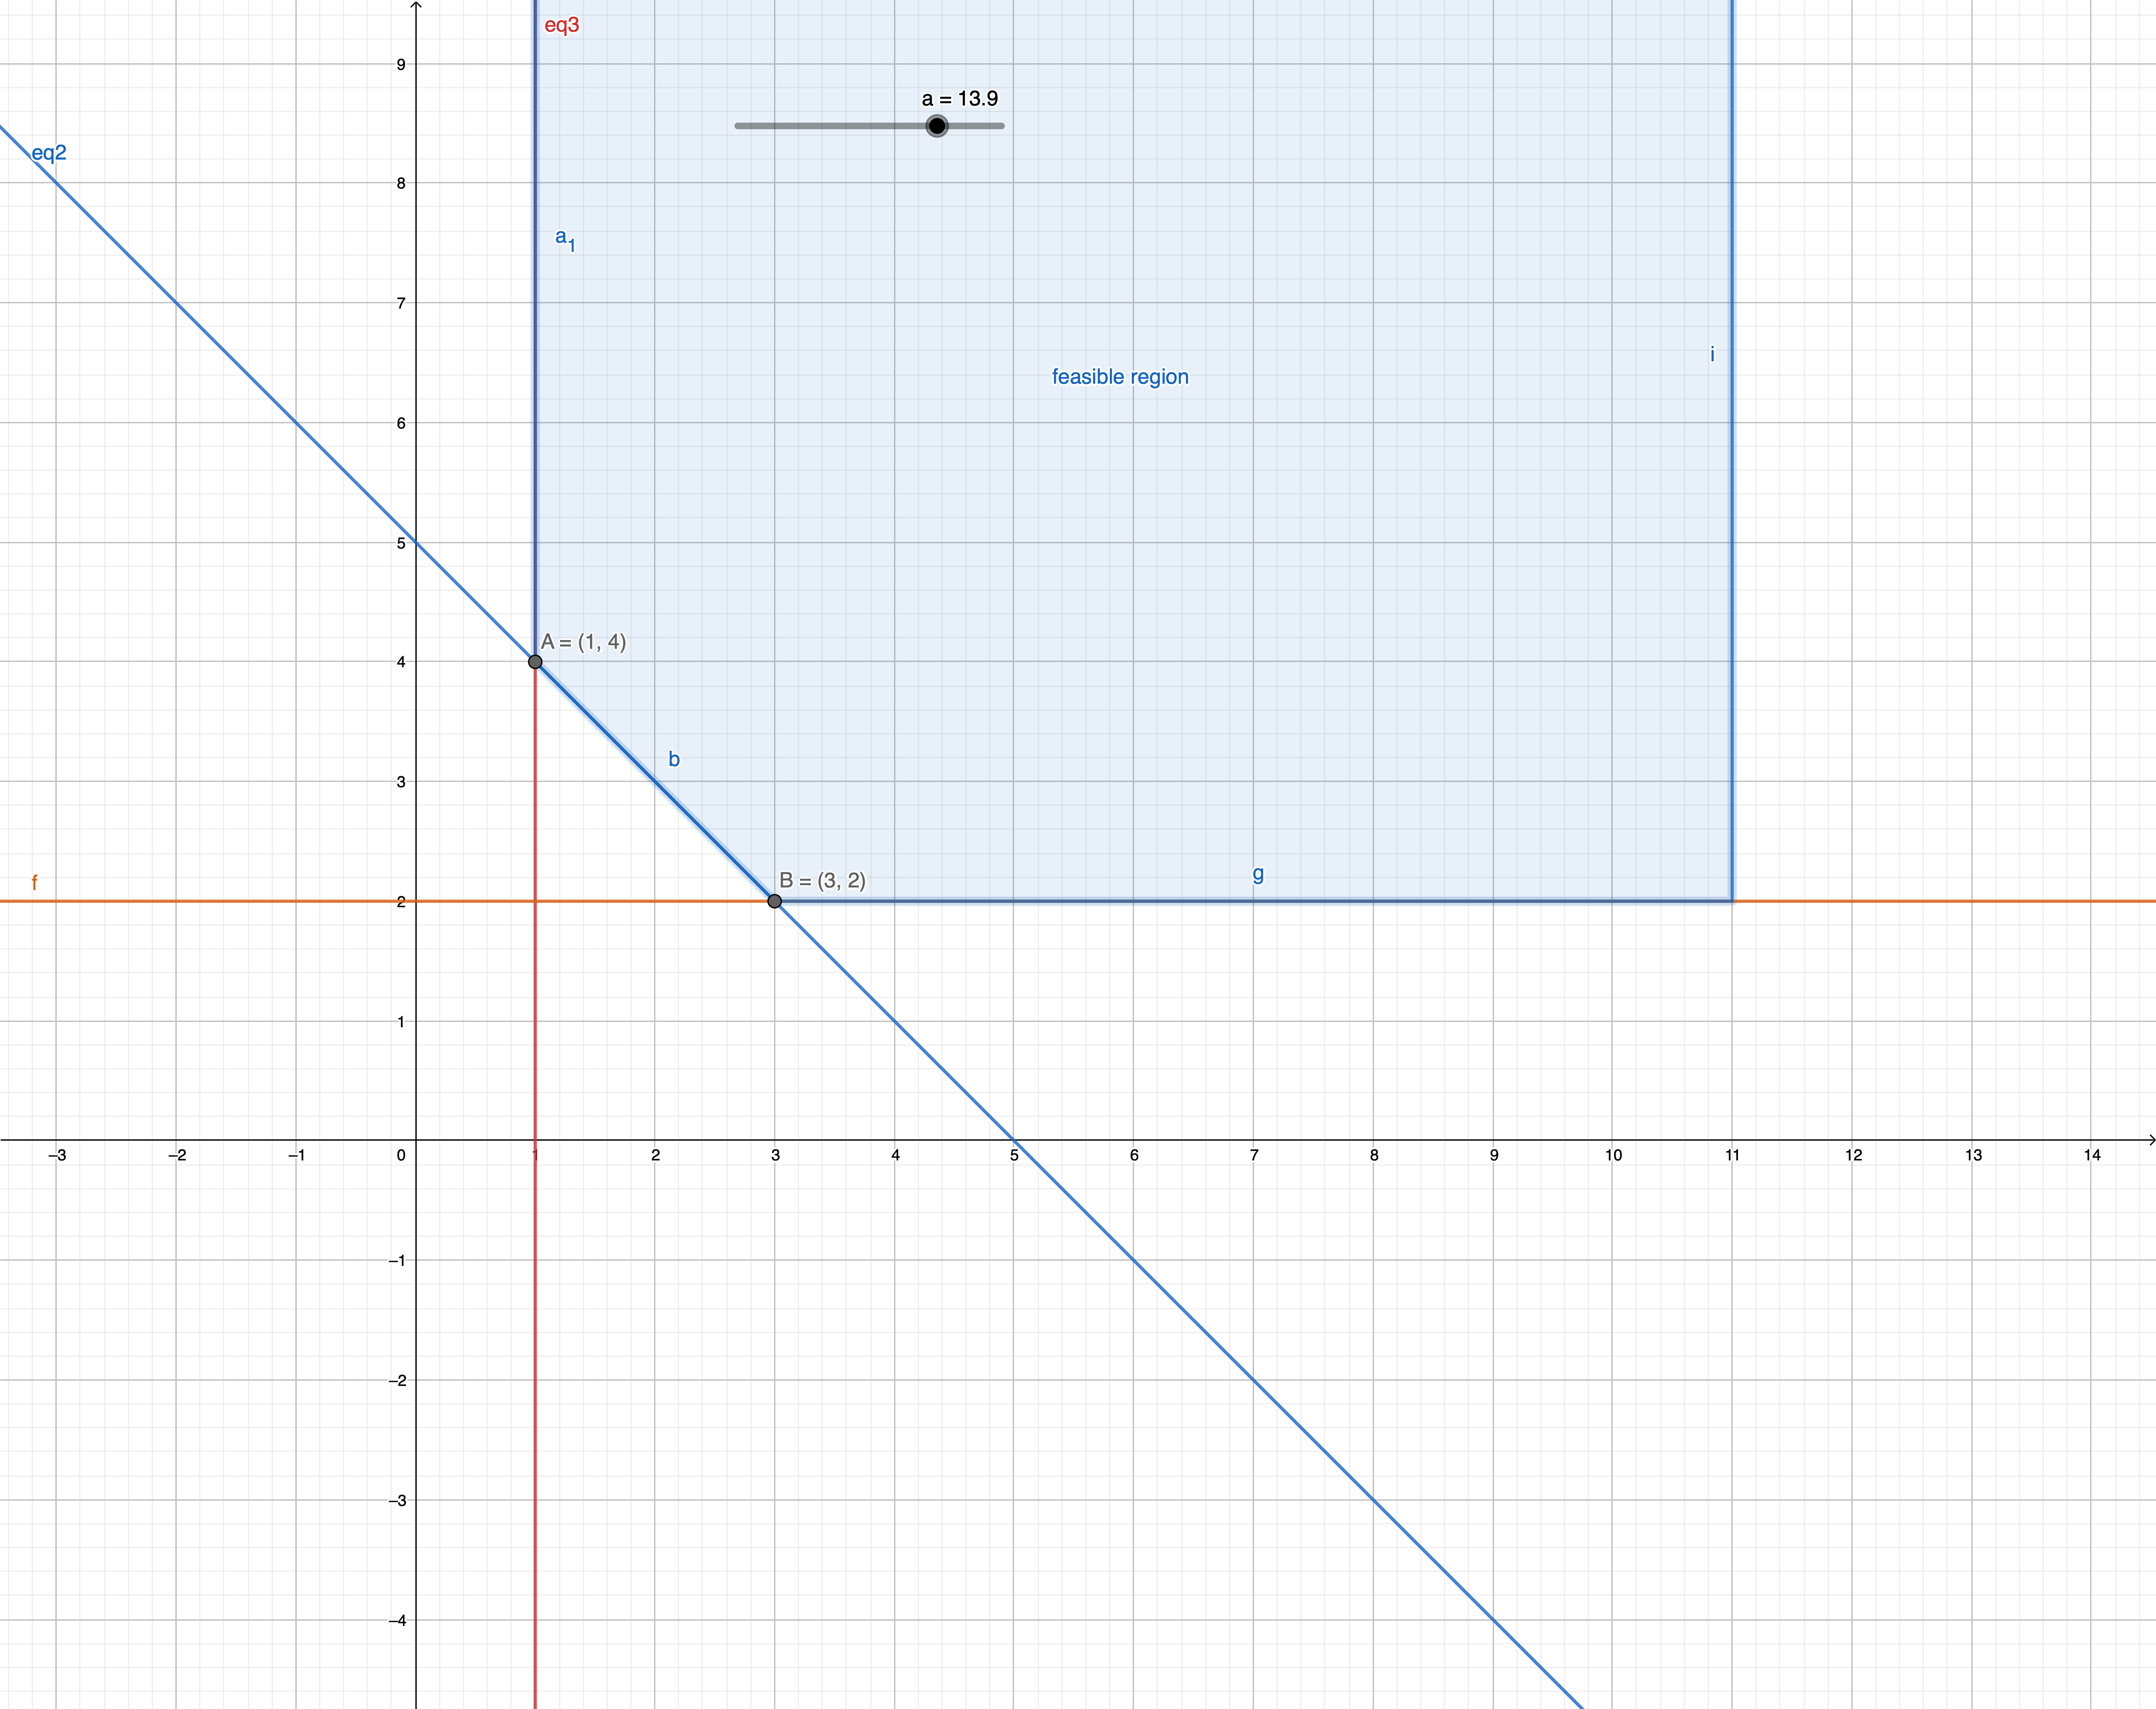 eq3
9
a = 13.9
eq2
8
a₁
7
i
feasible region
6
5
A = (1, 4)
4
b
3
B = (3, 2)
g
f
2
1
–3 –2 –1 0 1 2 3 4 5 6 7 8 9 10 11 12 13 14
–1
–2
–3
–4